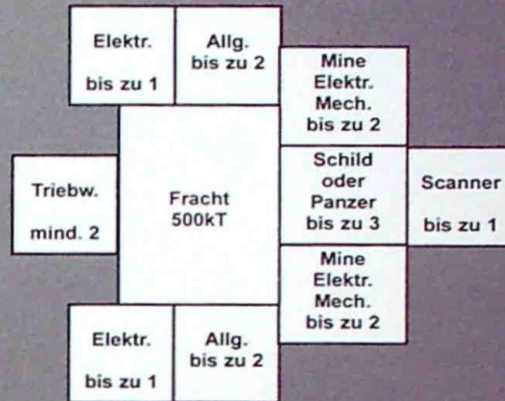 Elektr.
bis zu 1
Allg.
bis zu 2
Mine
Elektr.
Mech.
bis zu 2
Triebw.
mind. 2
Fracht
500kT
Schild
oder
Panzer
bis zu 3
Scanner
bis zu 1
Mine
Elektr.
Mech.
bis zu 2
Elektr.
bis zu 1
Allg.
bis zu 2